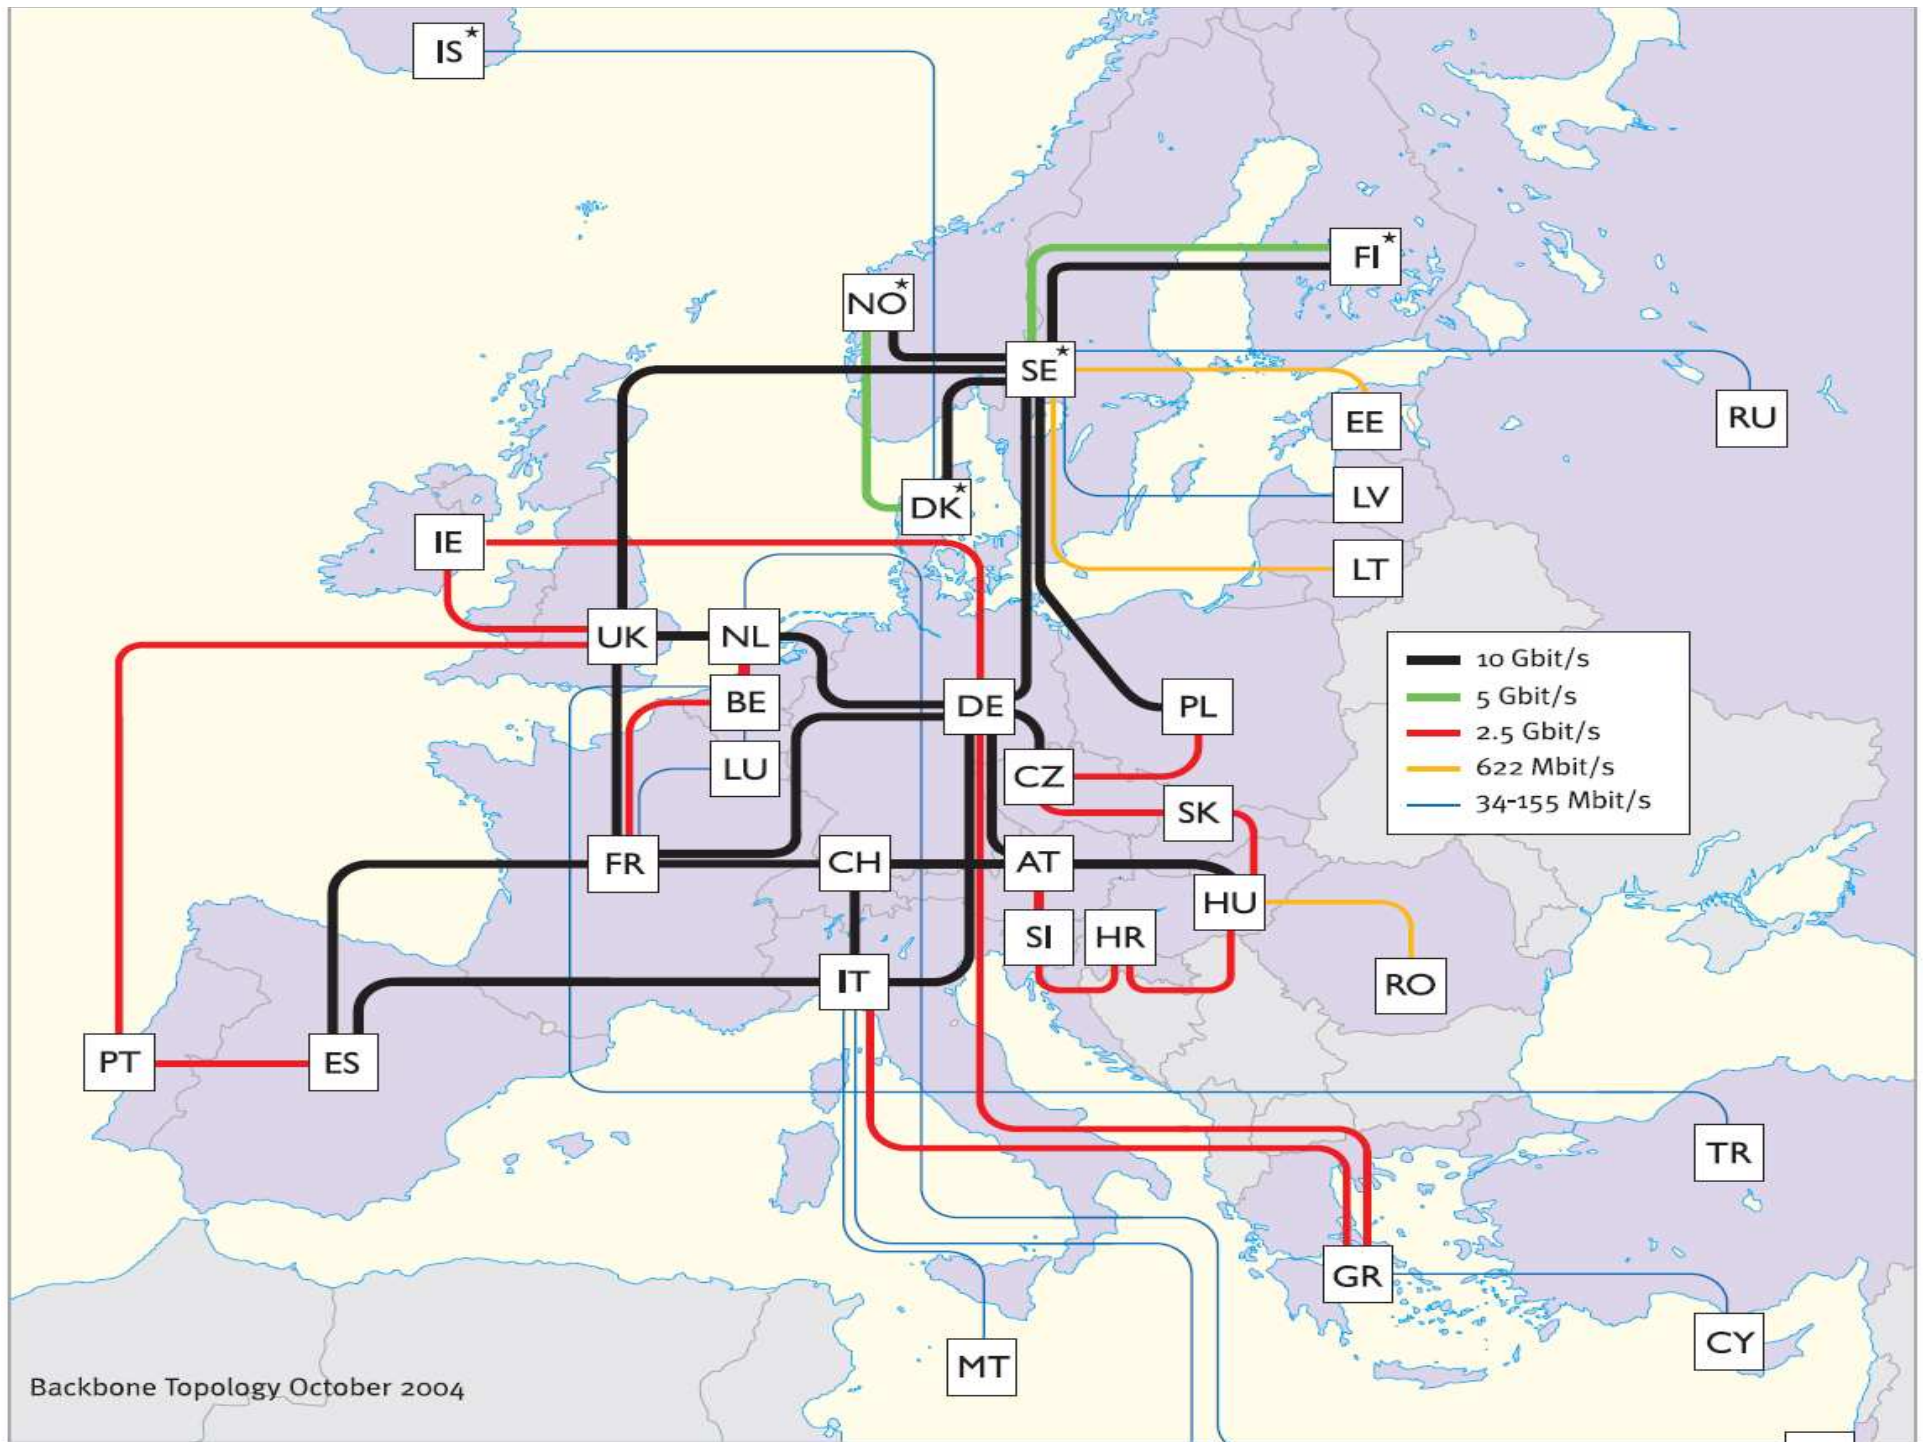 IS*
FI*
NO*
SE*
EE
RU
LV
DK*
IE
LT
UK
NL
10 Gbit/s
5 Gbit/s
2.5 Gbit/s
622 Mbit/s
34-155 Mbit/s
BE
DE
PL
LU
CZ
SK
FR
CH
AT
HU
SI
HR
IT
RO
PT
ES
TR
GR
CY
MT
Backbone Topology October 2004